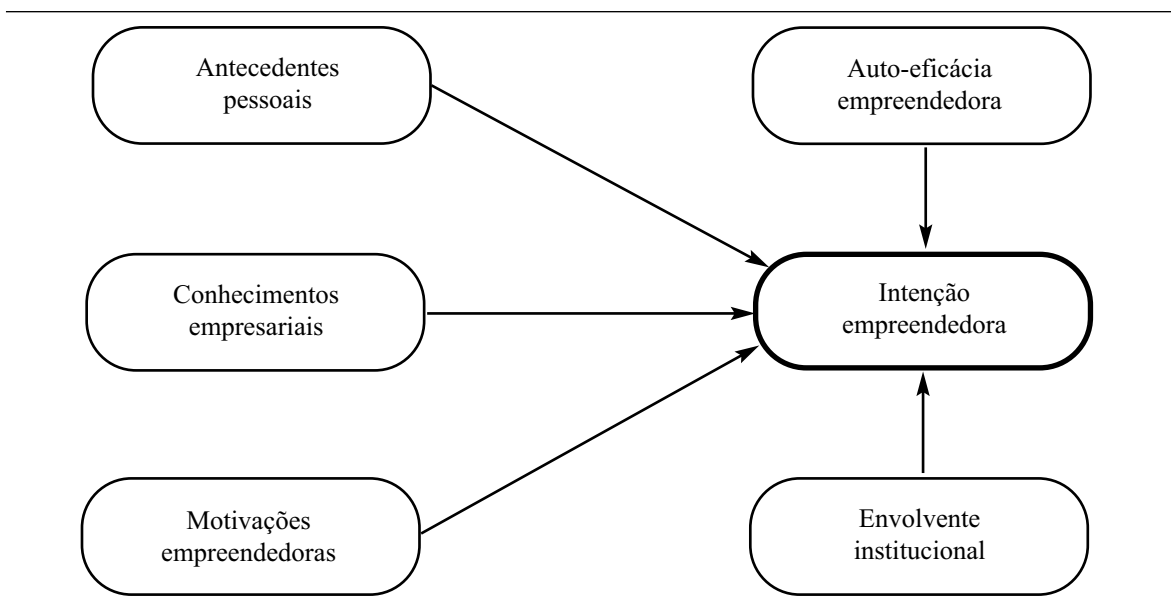 Antecedentes
pessoais
Auto-eficácia
empreendedora
Conhecimentos
empresariais
Intenção
empreendedora
Motivações
empreendedoras
Envolvente
institucional